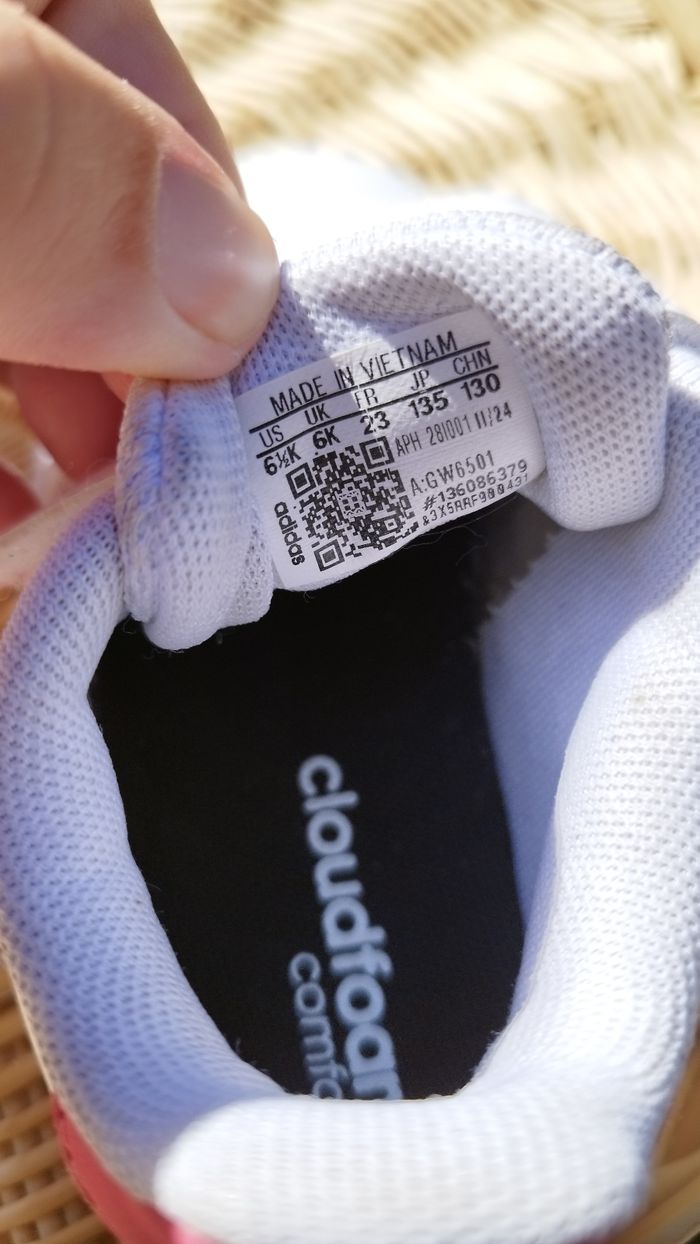 MADE IN VIETNAM
US UK FR JP CHN
6½K 6K 23 135 130
APH 281001 11/24
A:GW6501
#136086379
adidas
cloudfoam
comfo